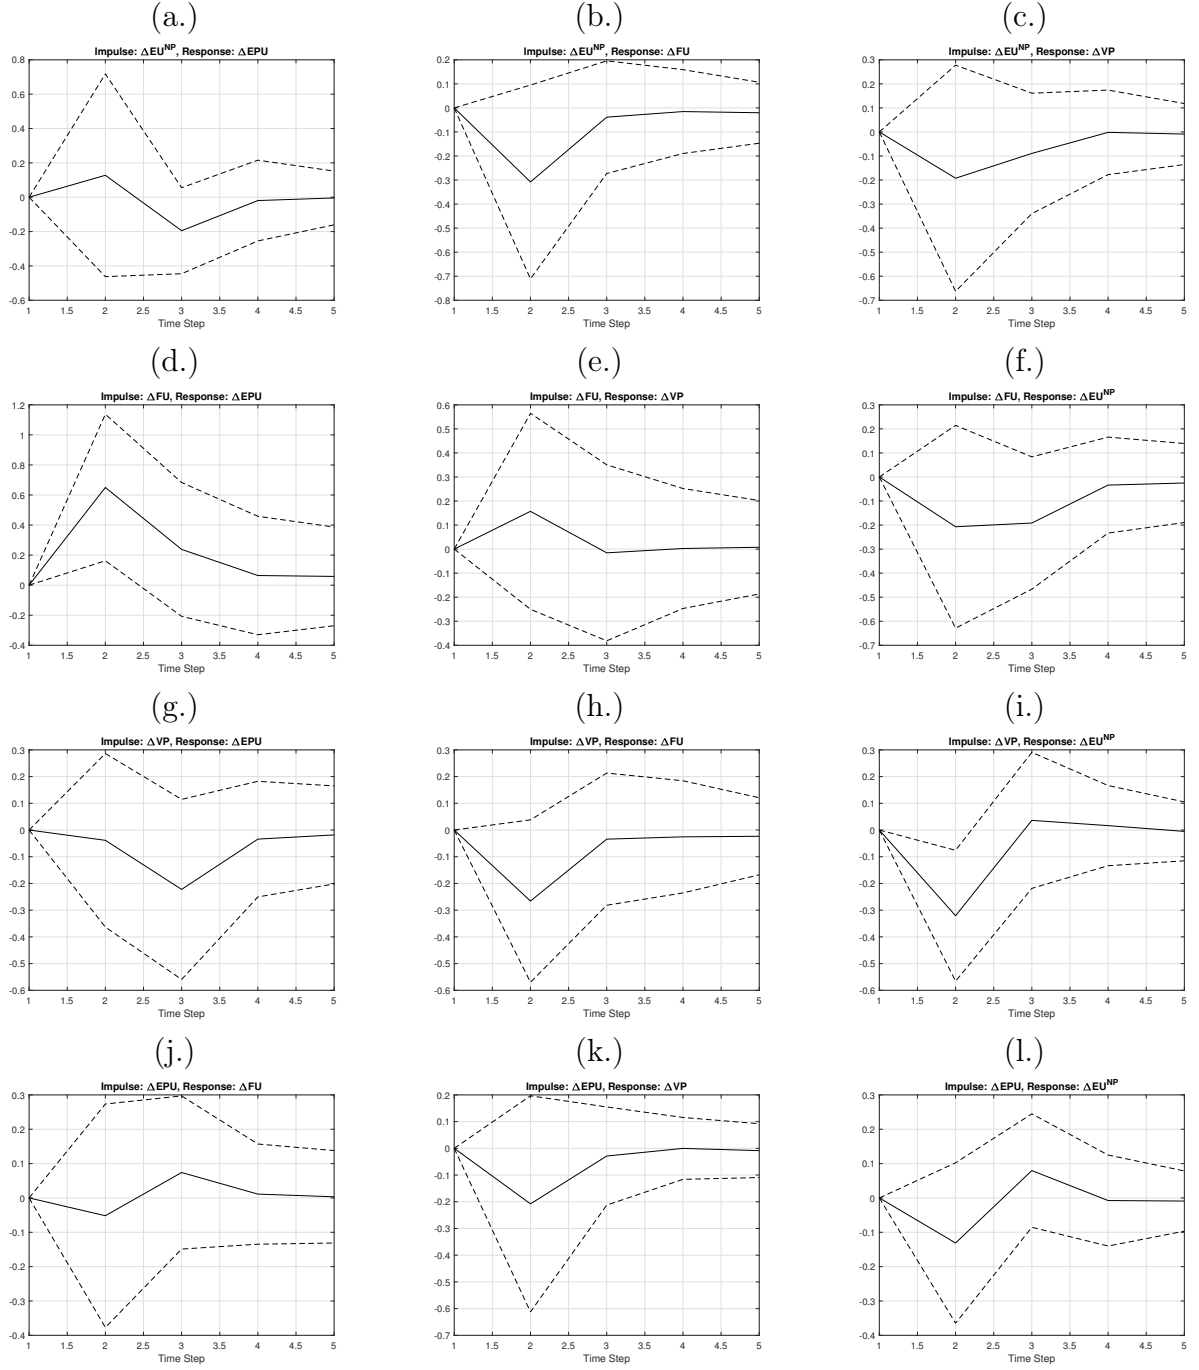 (a.) (b.) (c.)
Impulse: ΔEU^NP, Response: ΔEPU
0.8
0.6
0.4
0.2
0
-0.2
-0.4
-0.6
1 1.5 2 2.5 3 3.5 4 4.5 5
Time Step
Impulse: ΔEU^NP, Response: ΔFU
0.2
0.1
0
-0.1
-0.2
-0.3
-0.4
-0.5
-0.6
-0.7
-0.8
1 1.5 2 2.5 3 3.5 4 4.5 5
Time Step
Impulse: ΔEU^NP, Response: ΔVP
0.3
0.2
0.1
0
-0.1
-0.2
-0.3
-0.4
-0.5
-0.6
-0.7
1 1.5 2 2.5 3 3.5 4 4.5 5
Time Step
(d.) (e.) (f.)
Impulse: ΔFU, Response: ΔEPU
1.2
1
0.8
0.6
0.4
0.2
0
-0.2
-0.4
1 1.5 2 2.5 3 3.5 4 4.5 5
Time Step
Impulse: ΔFU, Response: ΔVP
0.6
0.5
0.4
0.3
0.2
0.1
0
-0.1
-0.2
-0.3
-0.4
1 1.5 2 2.5 3 3.5 4 4.5 5
Time Step
Impulse: ΔFU, Response: ΔEU^NP
0.3
0.2
0.1
0
-0.1
-0.2
-0.3
-0.4
-0.5
-0.6
-0.7
1 1.5 2 2.5 3 3.5 4 4.5 5
Time Step
(g.) (h.) (i.)
Impulse: ΔVP, Response: ΔEPU
0.3
0.2
0.1
0
-0.1
-0.2
-0.3
-0.4
-0.5
-0.6
1 1.5 2 2.5 3 3.5 4 4.5 5
Time Step
Impulse: ΔVP, Response: ΔFU
0.3
0.2
0.1
0
-0.1
-0.2
-0.3
-0.4
-0.5
-0.6
1 1.5 2 2.5 3 3.5 4 4.5 5
Time Step
Impulse: ΔVP, Response: ΔEU^NP
0.3
0.2
0.1
0
-0.1
-0.2
-0.3
-0.4
-0.5
-0.6
1 1.5 2 2.5 3 3.5 4 4.5 5
Time Step
(j.) (k.) (l.)
Impulse: ΔEPU, Response: ΔFU
0.3
0.2
0.1
0
-0.1
-0.2
-0.3
-0.4
1 1.5 2 2.5 3 3.5 4 4.5 5
Time Step
Impulse: ΔEPU, Response: ΔVP
0.2
0.1
0
-0.1
-0.2
-0.3
-0.4
-0.5
-0.6
-0.7
1 1.5 2 2.5 3 3.5 4 4.5 5
Time Step
Impulse: ΔEPU, Response: ΔEU^NP
0.3
0.2
0.1
0
-0.1
-0.2
-0.3
-0.4
1 1.5 2 2.5 3 3.5 4 4.5 5
Time Step